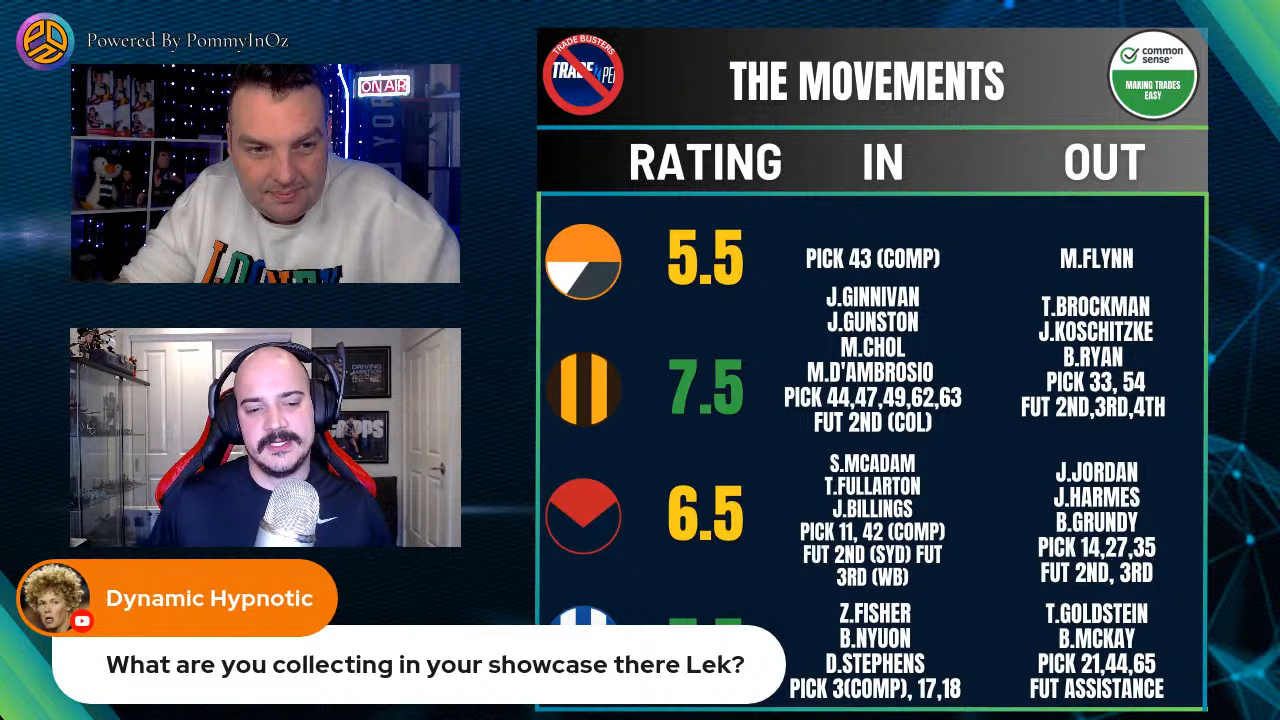 Powered By PommyInOz
ON AIR
TRADE BUSTERS
THE MOVEMENTS
common
sense
MAKING TRADES
EASY
RATING IN OUT
5.5
PICK 43 (COMP)
M.FLYNN
7.5
J.GINNIVAN
J.GUNSTON
M.CHOL
M.D'AMBROSIO
PICK 44,47,49,62,63
FUT 2ND (COL)
T.BROCKMAN
J.KOSCHITZKE
B.RYAN
PICK 33, 54
FUT 2ND,3RD,4TH
6.5
S.MCADAM
T.FULLARTON
J.BILLINGS
PICK 11, 42 (COMP)
FUT 2ND (SYD) FUT
3RD (WB)
J.JORDAN
J.HARMES
B.GRUNDY
PICK 14,27,35
FUT 2ND, 3RD
Z.FISHER
B.NYUON
D.STEPHENS
PICK 3(COMP), 17,18
T.GOLDSTEIN
B.MCKAY
PICK 21,44,65
FUT ASSISTANCE
Dynamic Hypnotic
What are you collecting in your showcase there Lek?